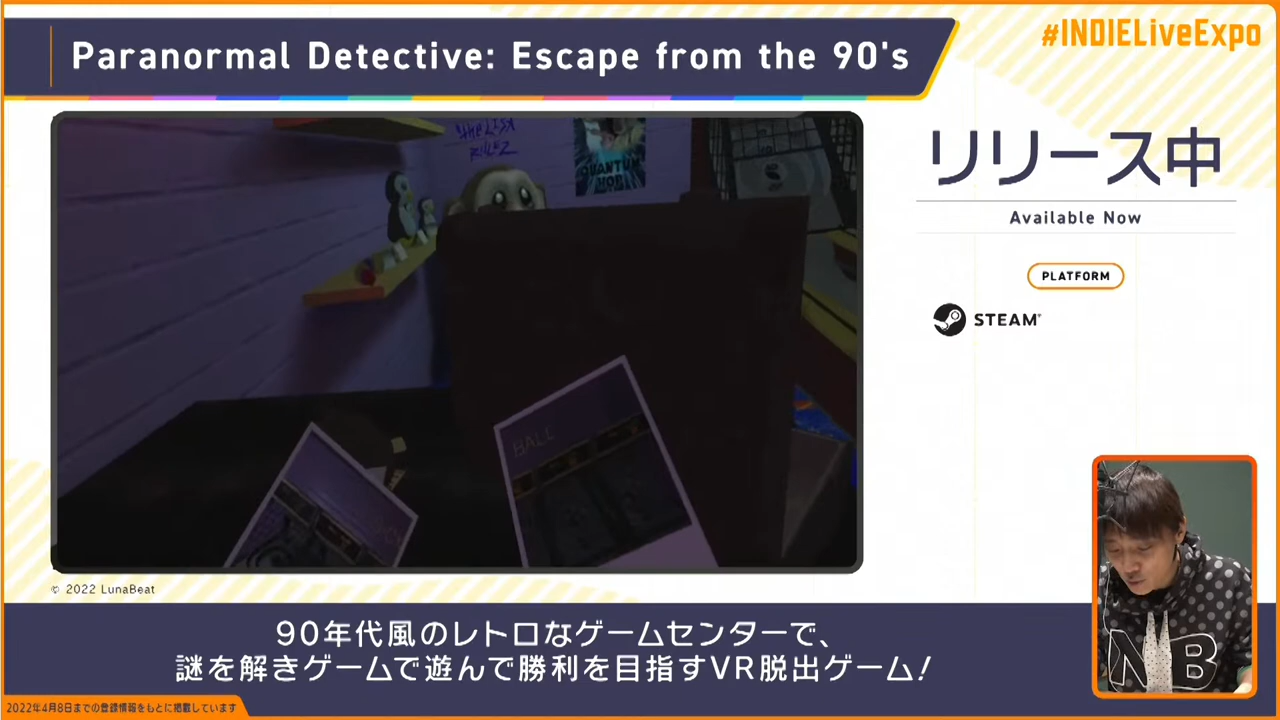 Paranormal Detective: Escape from the 90's
#INDIELiveExpo
リリース中
Available Now
PLATFORM
STEAM
QUANTUM
HOP
BALL
© 2022 LunaBeat
90年代風のレトロなゲームセンターで、
謎を解きゲームで遊んで勝利を目指すVR脱出ゲーム!
NB
2022年4月8日までの登録情報をもとに掲載しています